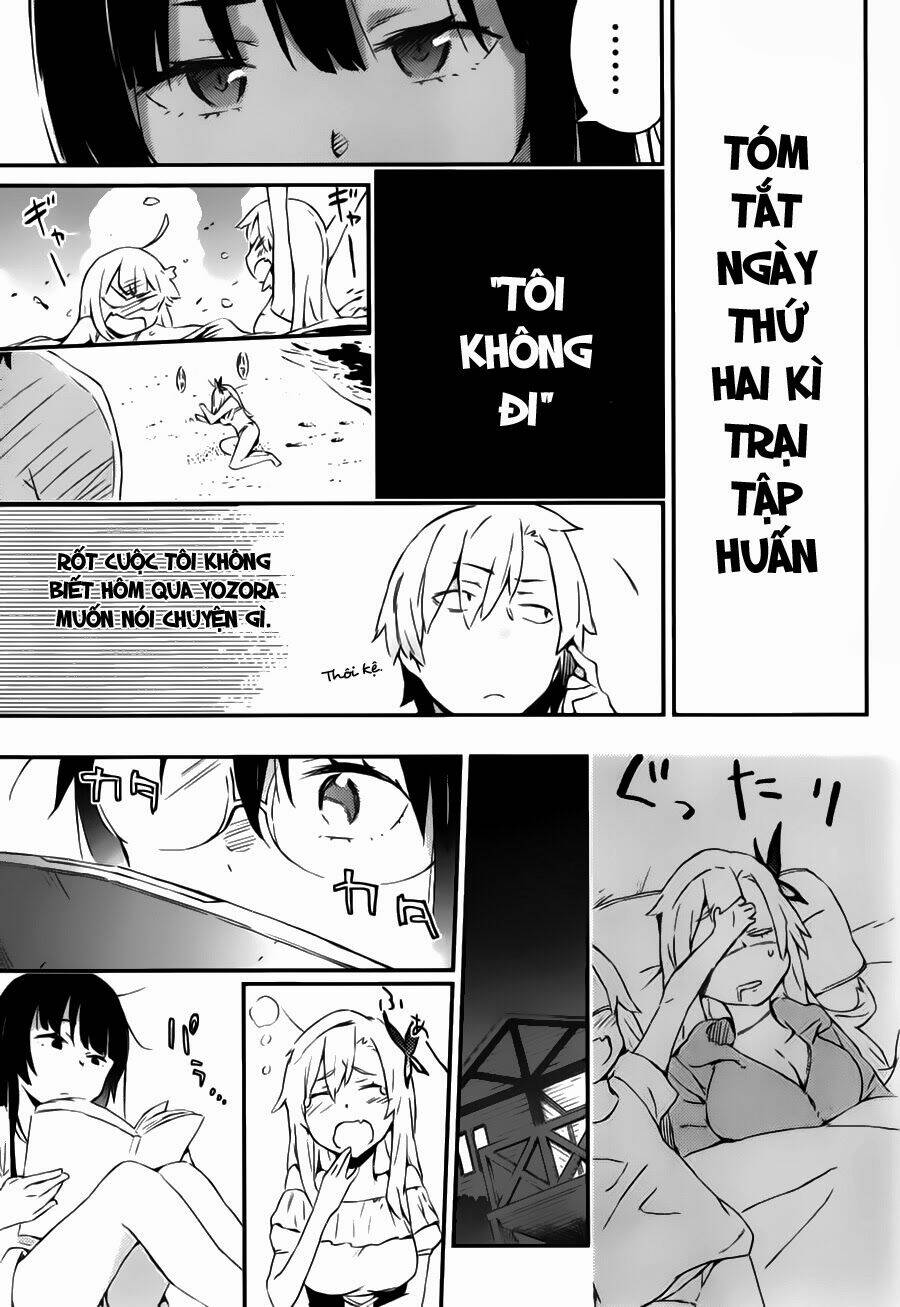 ......
TÓM
TẮT
NGÀY
THỨ
HAI KÌ
TRẠI
TẬP
HUẤN
"TÔI
KHÔNG
ĐI"
ギャ
ギャ
RỐT CUỘC TÔI KHÔNG
BIẾT HÔM QUA YOZORA
MUỐN NÓI CHUYỆN GÌ.
Thôi kệ.
ぐったり
カタ
カタ
ふぁ
パラ…